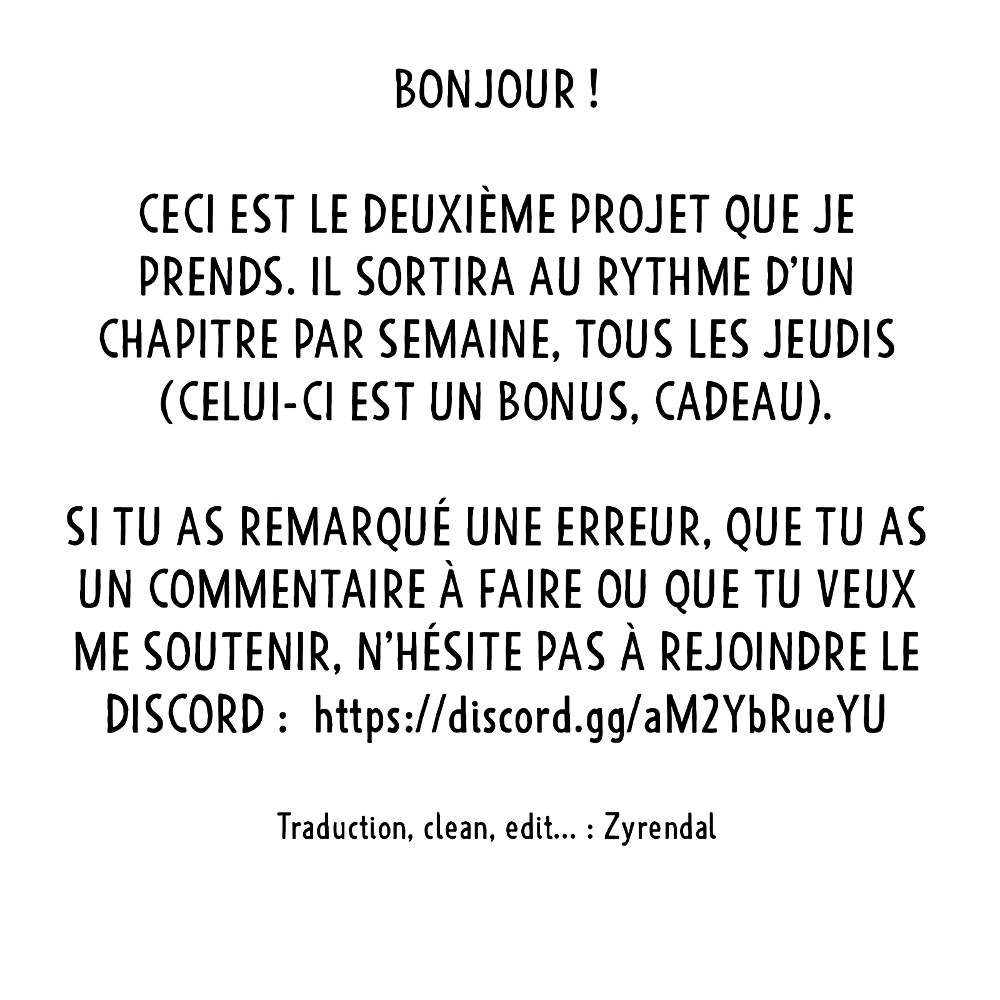 BONJOUR !
CECI EST LE DEUXIÈME PROJET QUE JE
PRENDS. IL SORTIRA AU RYTHME D'UN
CHAPITRE PAR SEMAINE, TOUS LES JEUDIS
(CELUI-CI EST UN BONUS, CADEAU).
SI TU AS REMARQUÉ UNE ERREUR, QUE TU AS
UN COMMENTAIRE À FAIRE OU QUE TU VEUX
ME SOUTENIR, N'HÉSITE PAS À REJOINDRE LE
DISCORD : https://discord.gg/aM2YbRueYU
Traduction, clean, edit... : Zyrendal